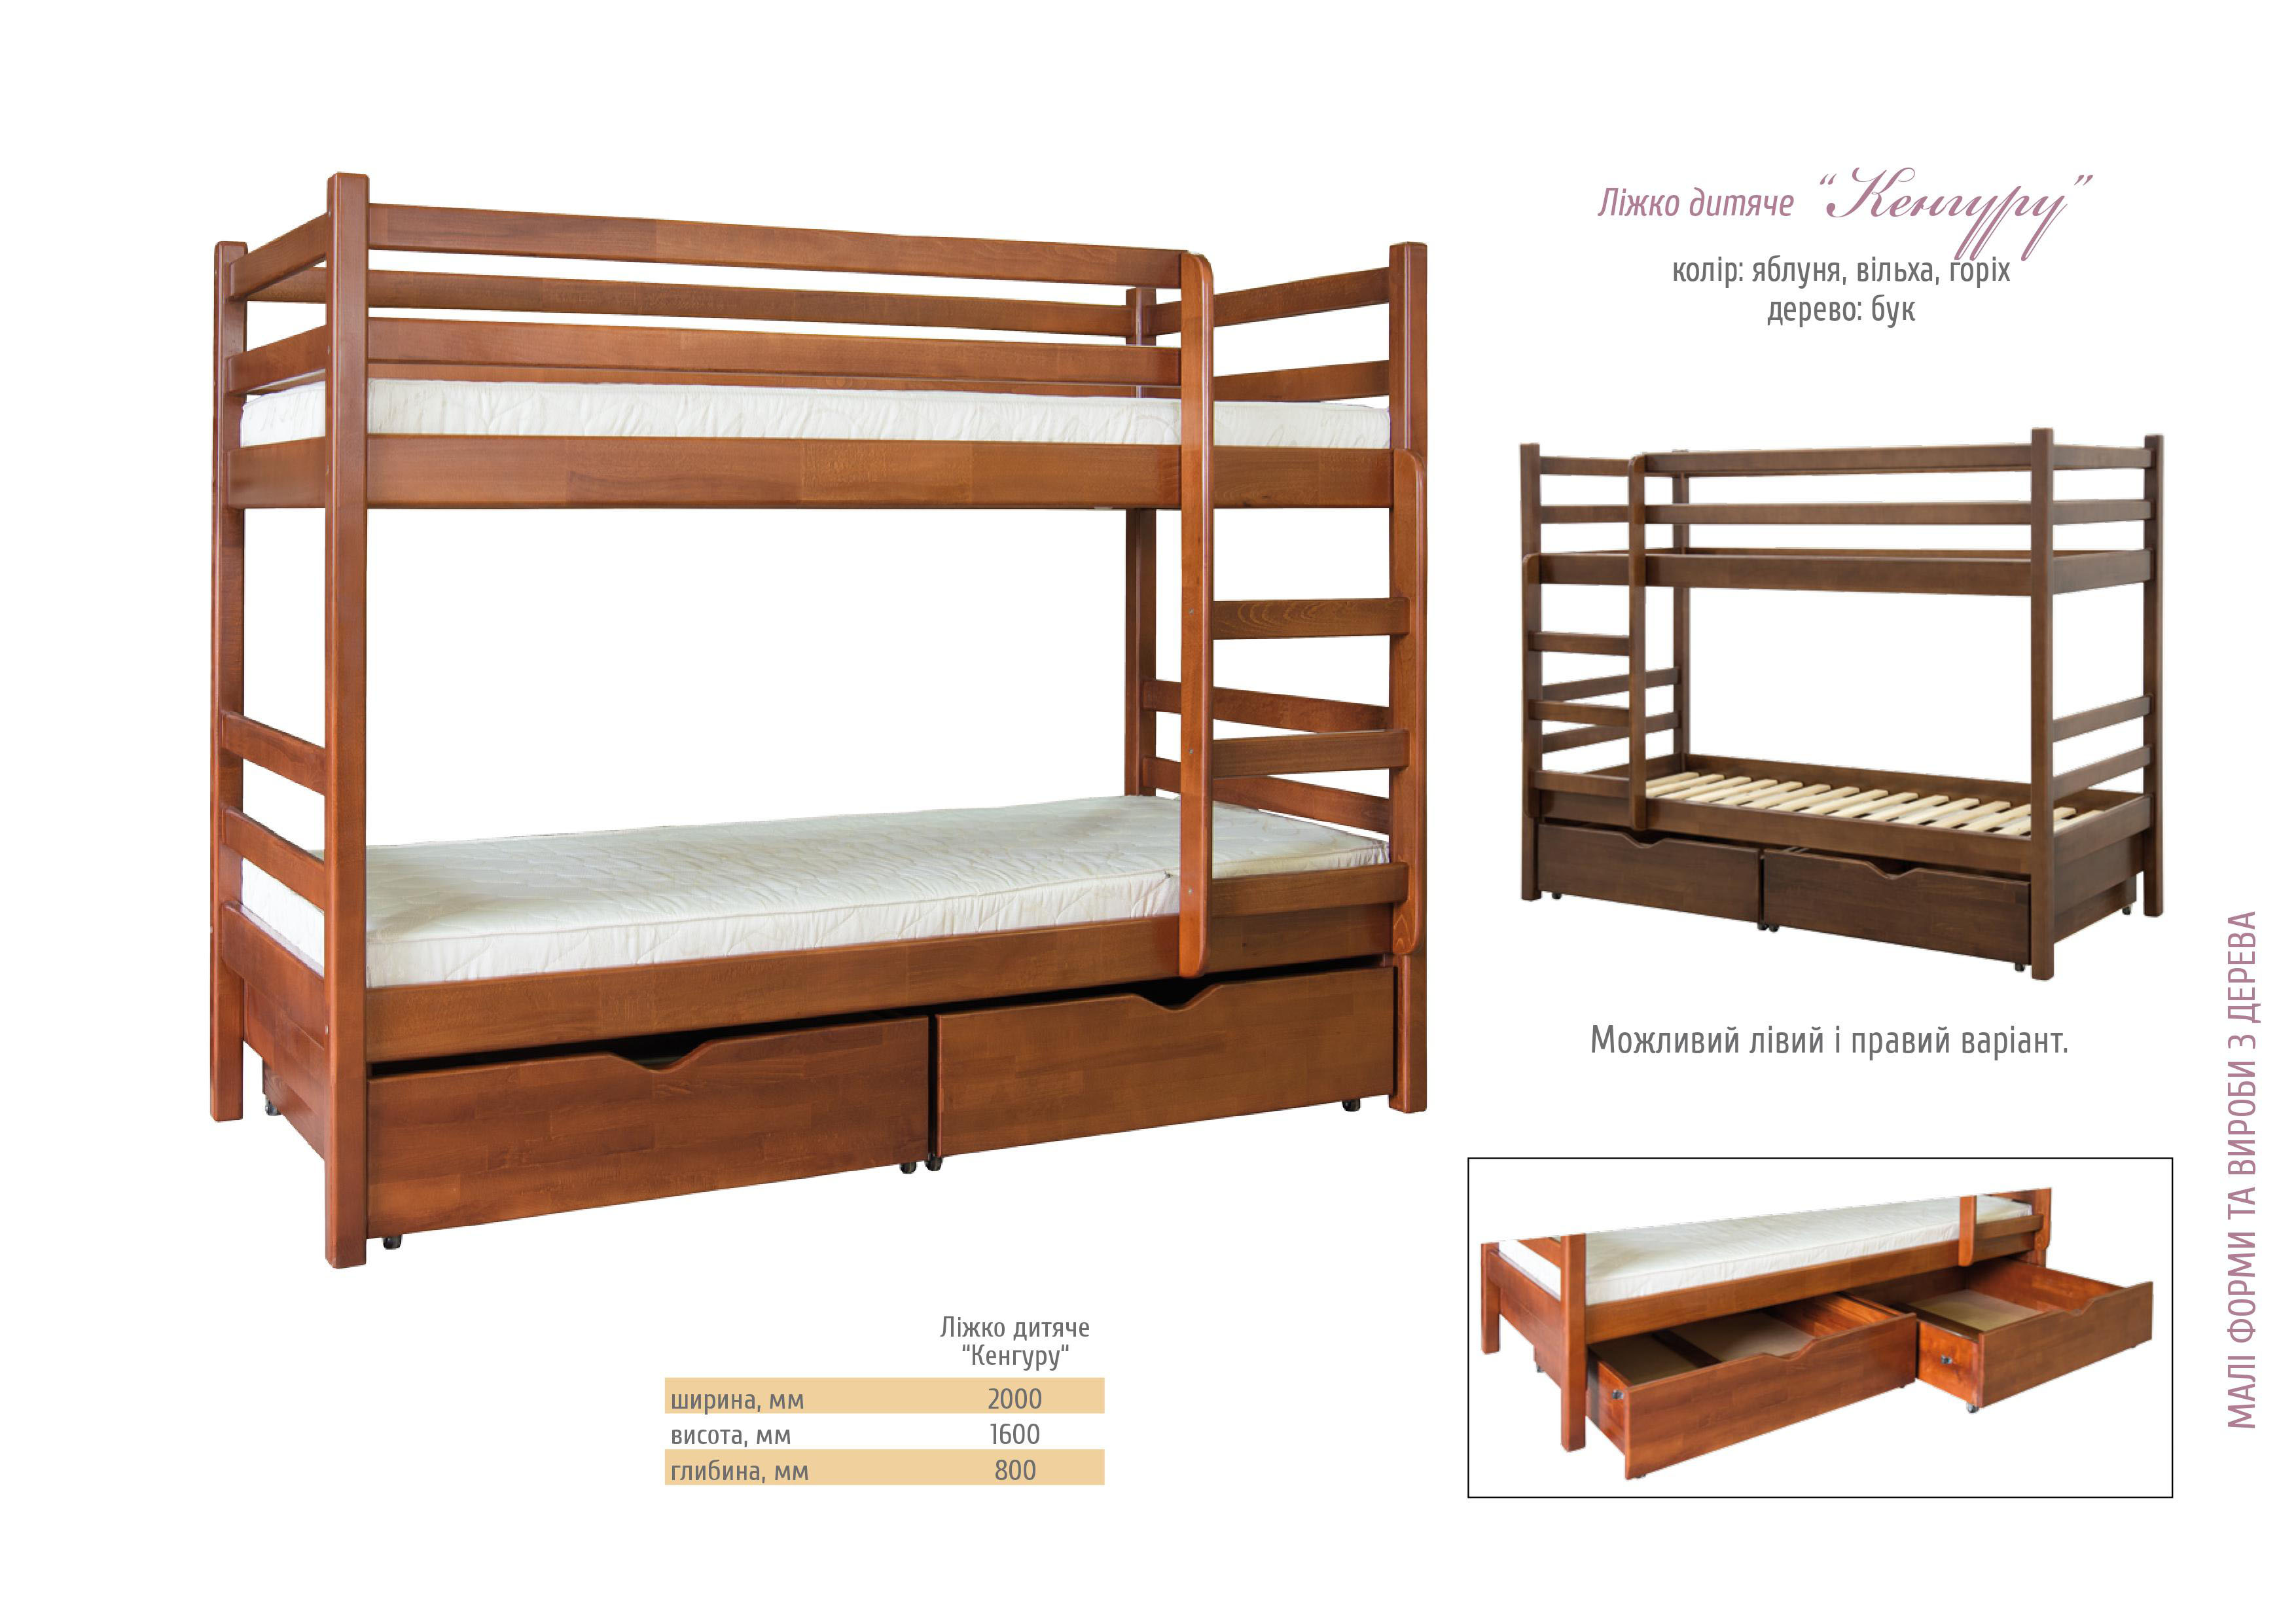 Ліжко дитяче “Кенгуру”
колір: яблуня, вільха, горіх
дерево: бук
Можливий лівий і правий варіант.
МАЛІ ФОРМИ ТА ВИРОБИ З ДЕРЕВА
Ліжко дитяче
“Кенгуру“
ширина, мм 2000
висота, мм 1600
глибина, мм 800